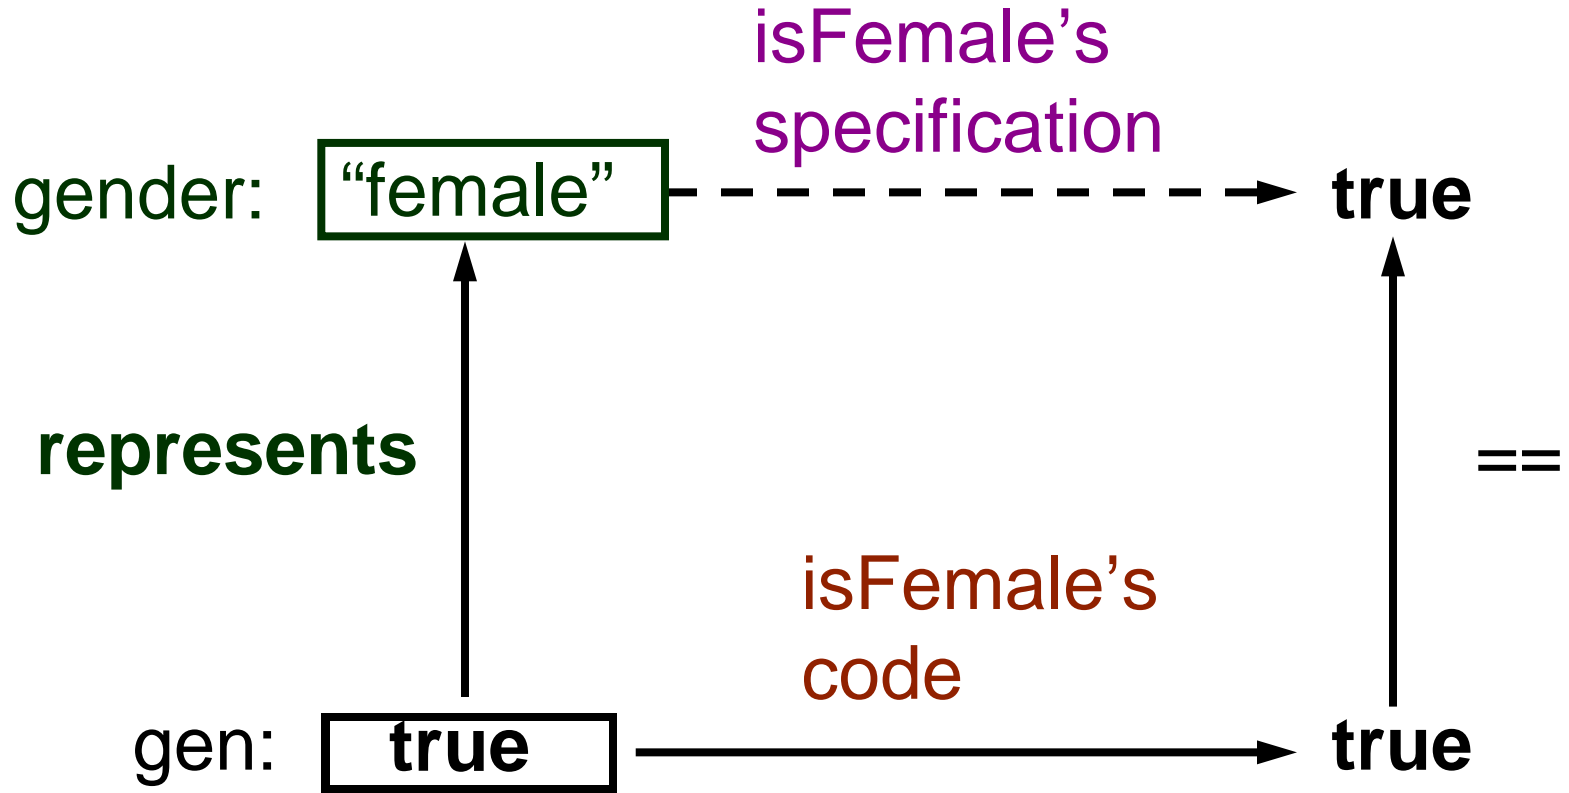 isFemale’s
specification
gender: “female” true
represents ==
isFemale’s
code
gen: true true